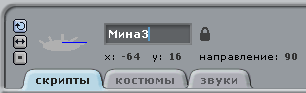 Мина3
x: -64 y: 16 направление: 90
скрипты костюмы звуки